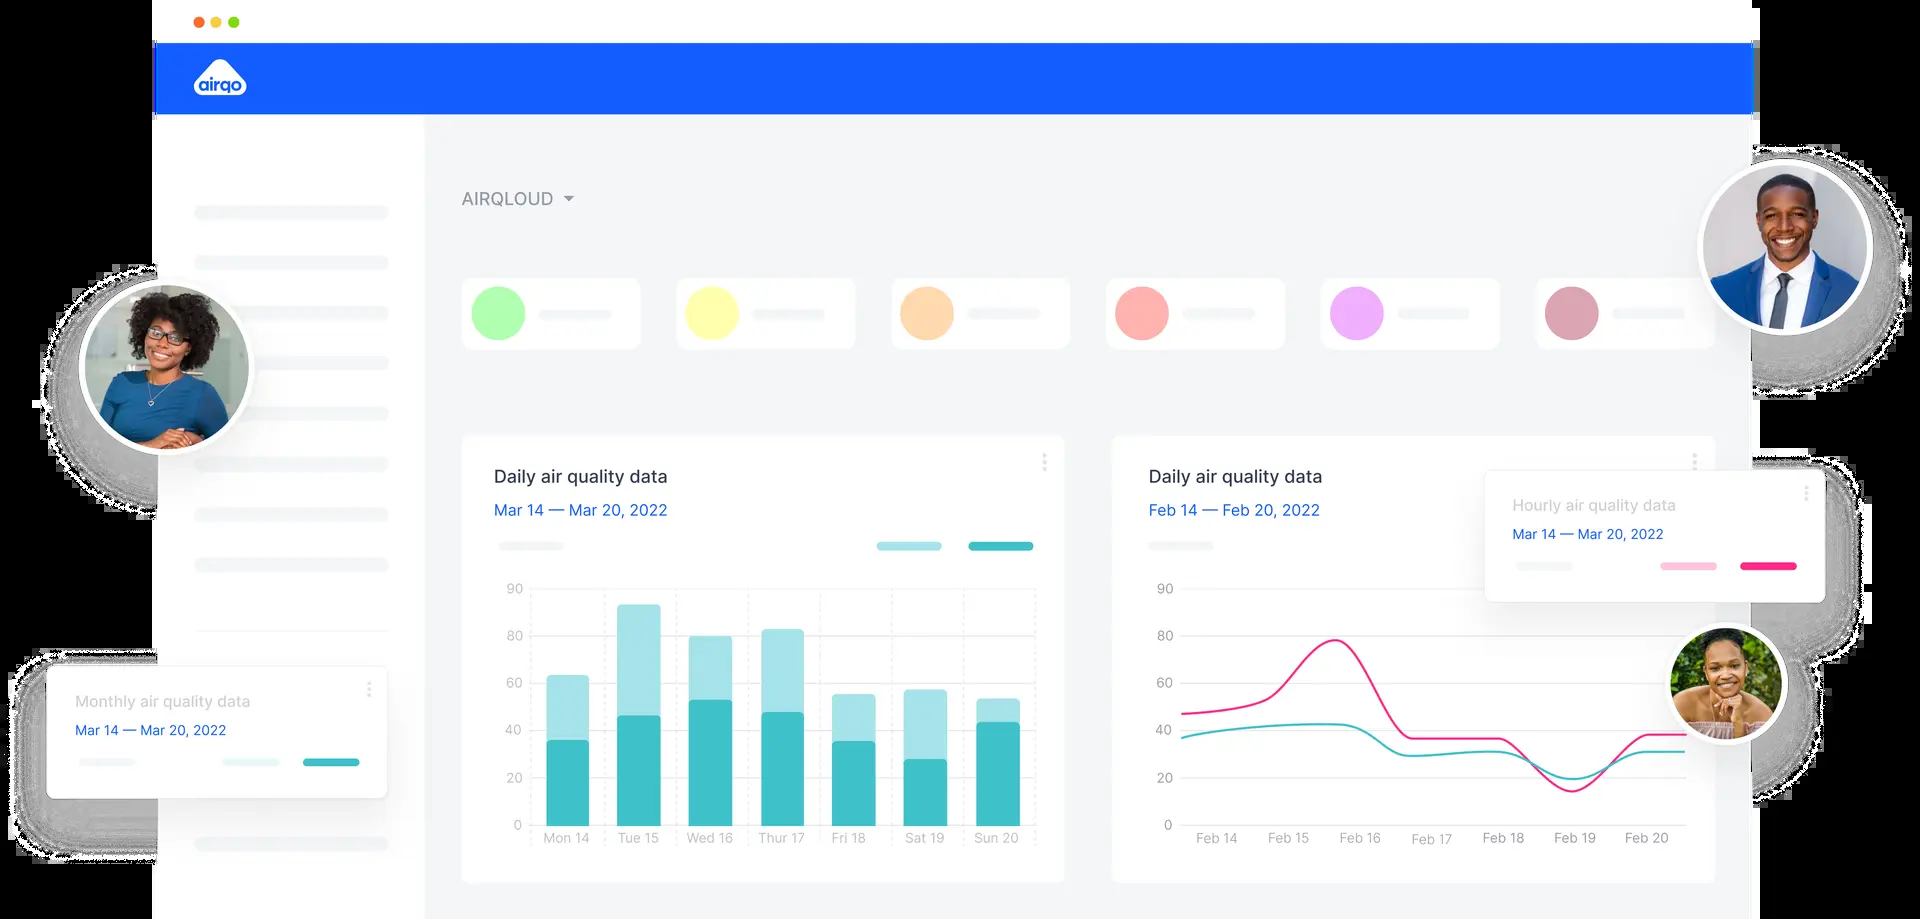 airqo
AIRQLOUD
Daily air quality data
Mar 14 — Mar 20, 2022
90
80
60
40
20
0
Mon 14 Tue 15 Wed 16 Thur 17 Fri 18 Sat 19 Sun 20
Daily air quality data
Feb 14 — Feb 20, 2022
90
80
60
40
20
0
Feb 14 Feb 15 Feb 16 Feb 17 Feb 18 Feb 19 Feb 20
Hourly air quality data
Mar 14 — Mar 20, 2022
Monthly air quality data
Mar 14 — Mar 20, 2022